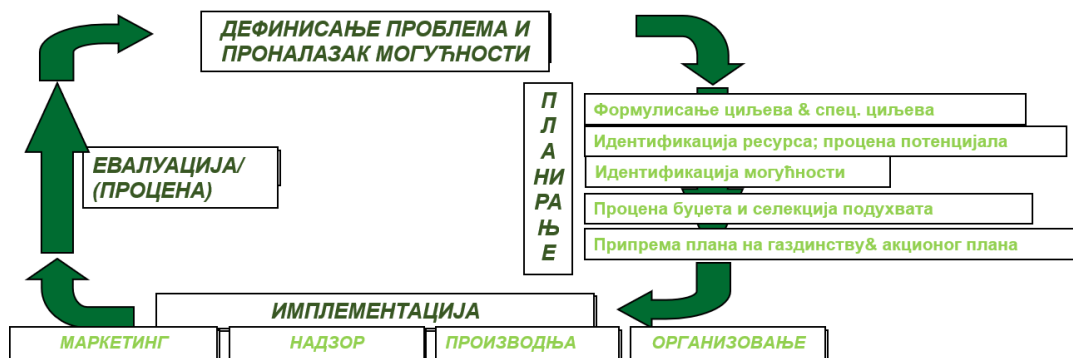 ДЕФИНИСАЊЕ ПРОБЛЕМА И
ПРОНАЛАЗАК МОГУЋНОСТИ
П
Л
А
НИ
РА
ЊЕ
Формулисање циљева & спец. циљева
Идентификација ресурса; процена потенцијала
Идентификација могућности
Процена буџета и селекција подухвата
Припрема плана на газдинству& акционог плана
ЕВАЛУАЦИЈА/
(ПРОЦЕНА)
ИМПЛЕМЕНТАЦИЈА
МАРКЕТИНГ
НАДЗОР
ПРОИЗВОДЊА
ОРГАНИЗОВАЊЕ